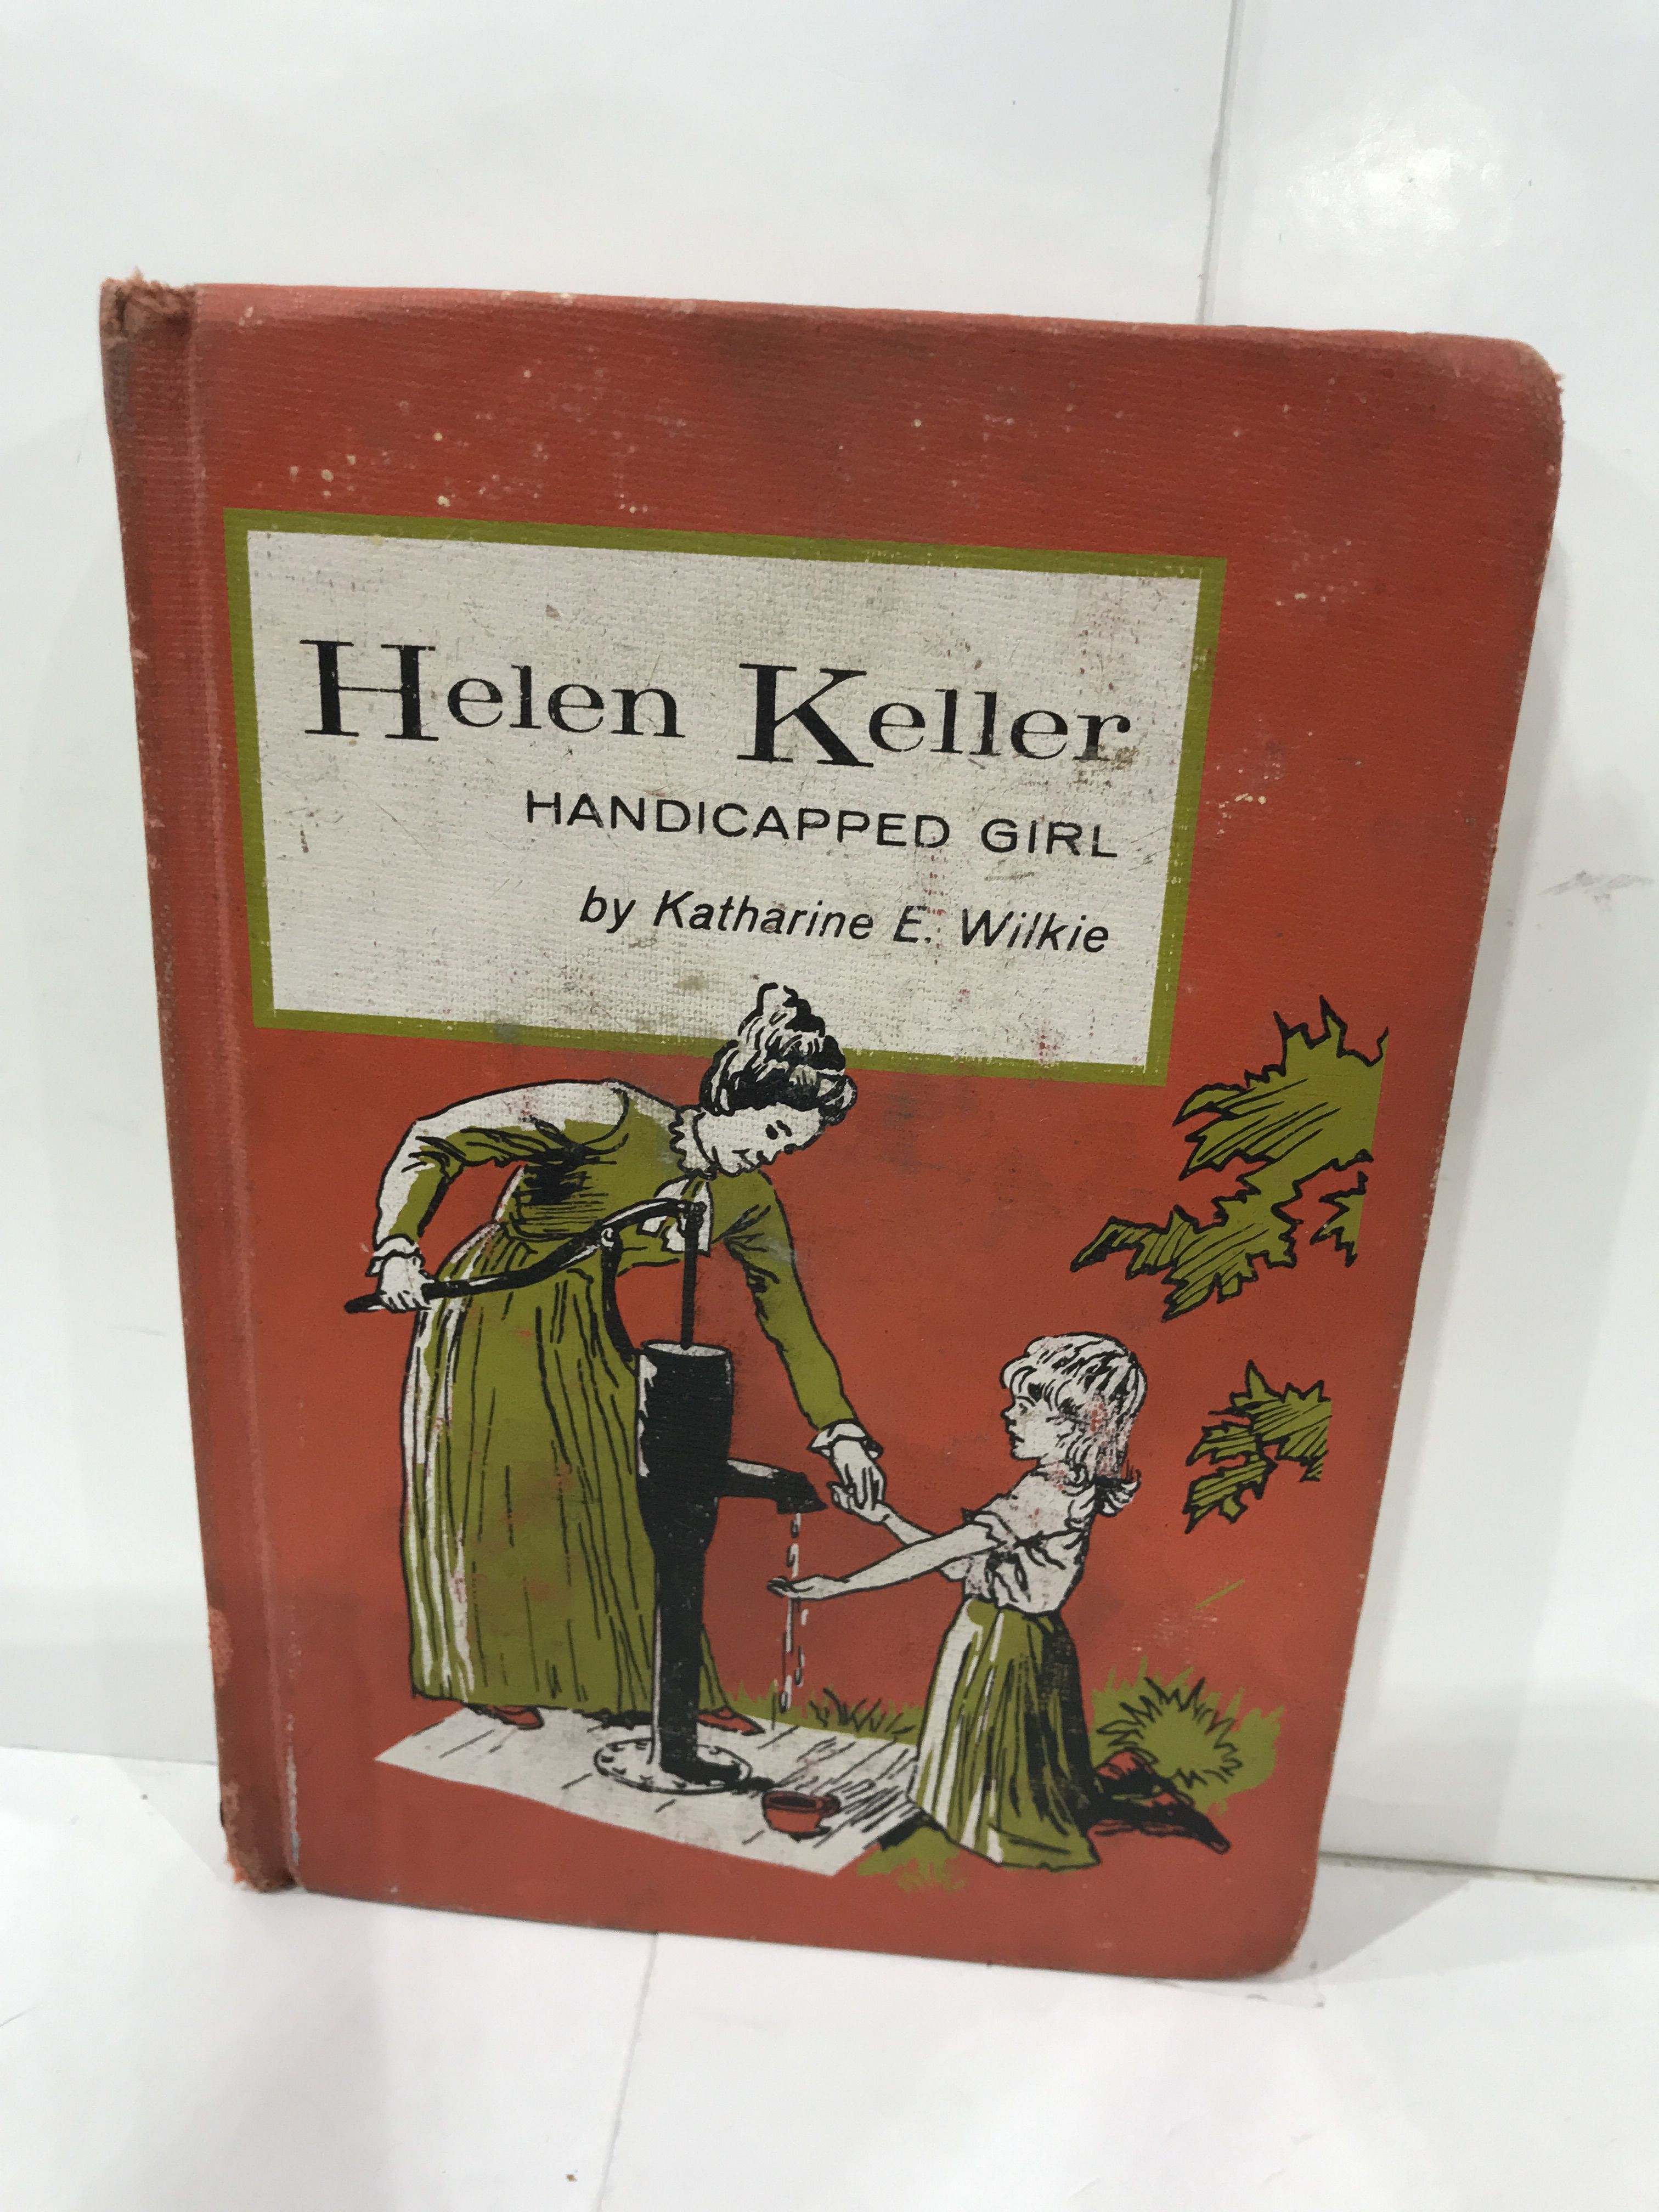 Helen Keller
HANDICAPPED GIRL
by Katharine E. Wilkie